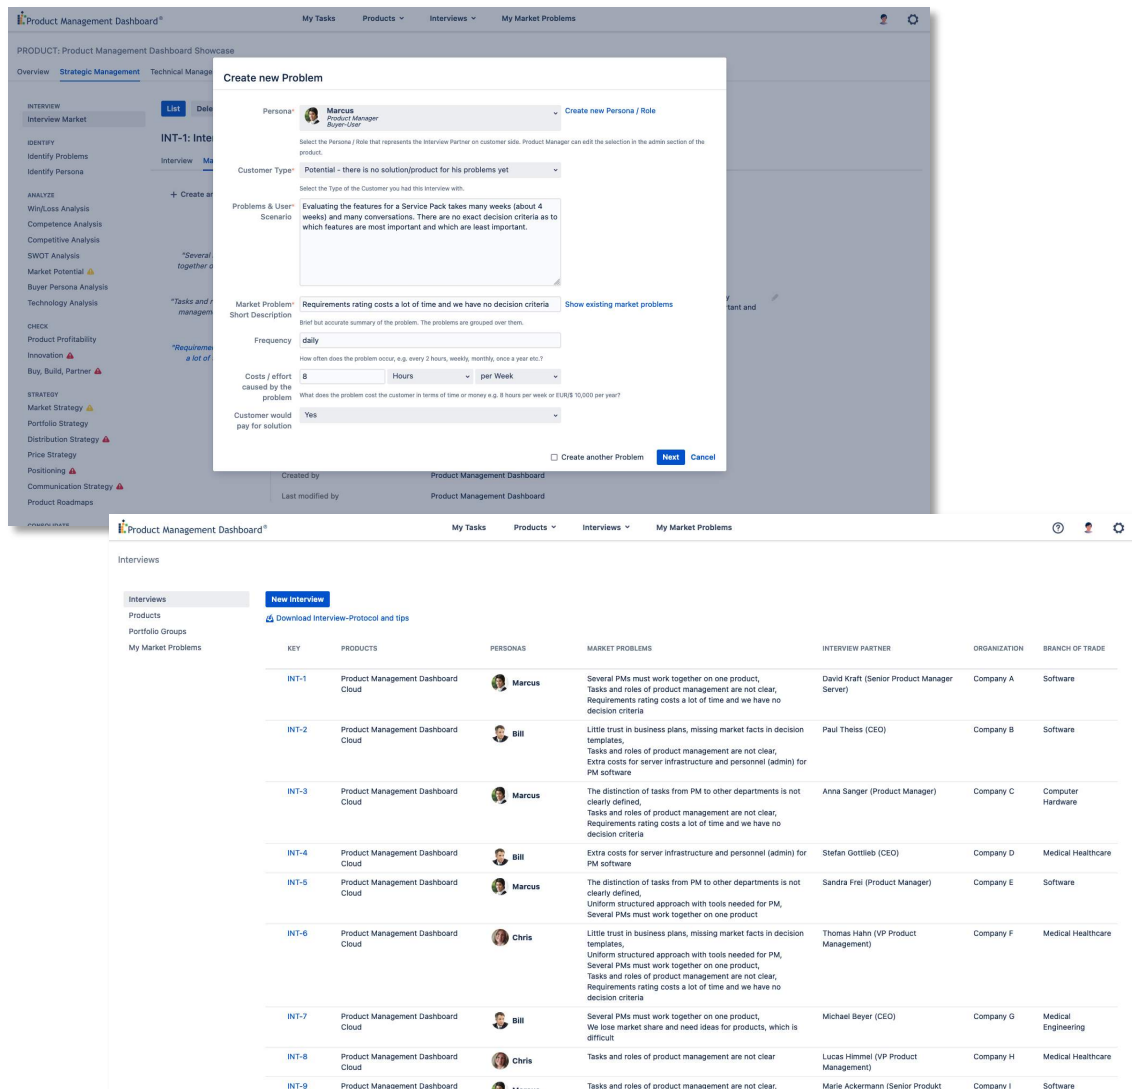 Product Management Dashboard®
My Tasks Products Interviews My Market Problems
PRODUCT: Product Management Dashboard Showcase
Overview Strategic Management Technical Manage
INTERVIEW
Interview Market
IDENTIFY
Identify Problems
Identify Persona
ANALYZE
Win/Loss Analysis
Competence Analysis
Competitive Analysis
SWOT Analysis
Market Potential
Buyer Persona Analysis
Technology Analysis
CHECK
Product Profitability
Innovation
Buy, Build, Partner
STRATEGY
Market Strategy
Portfolio Strategy
Distribution Strategy
Price Strategy
Positioning
Communication Strategy
Product Roadmaps
CONSOLIDATE
List Dele
INT-1: Inte
Interview Ma
+ Create an
"Several
together o
"Tasks and r
managem
"Requireme
a lot of
y
tant and
Create new Problem
Persona*
Marcus
Product Manager
Buyer-User
Create new Persona / Role
Select the Persona / Role that represents the Interview Partner on customer side. Product Manager can edit the selection in the admin section of the
product.
Customer Type* Potential - there is no solution/product for his problems yet
Select the Type of the Customer you had this Interview with.
Problems & User*
Scenario
Evaluating the features for a Service Pack takes many weeks (about 4
weeks) and many conversations. There are no exact decision criteria as to
which features are most important and which are least important.
Market Problem*
Short Description
Requirements rating costs a lot of time and we have no decision criteria
Show existing market problems
Brief but accurate summary of the problem. The problems are grouped over them.
Frequency daily
How often does the problem occur, e.g. every 2 hours, weekly, monthly, once a year etc.?
Costs / effort
caused by the
problem
8 Hours per Week
What does the problem cost the customer in terms of time or money e.g. 8 hours per week or EUR/$ 10,000 per year?
Customer would
pay for solution
Yes
Create another Problem Next Cancel
Created by Product Management Dashboard
Last modified by Product Management Dashboard
Product Management Dashboard®
My Tasks Products Interviews My Market Problems
Interviews
Interviews
Products
Portfolio Groups
My Market Problems
New Interview
Download Interview-Protocol and tips
KEY PRODUCTS PERSONAS MARKET PROBLEMS INTERVIEW PARTNER ORGANIZATION BRANCH OF TRADE
INT-1 Product Management Dashboard Marcus Several PMs must work together on one product, David Kraft (Senior Product Manager Company A Software
Cloud Tasks and roles of product management are not clear, Server)
Requirements rating costs a lot of time and we have no
decision criteria
INT-2 Product Management Dashboard Bill Little trust in business plans, missing market facts in decision Paul Theiss (CEO) Company B Software
Cloud templates,
Tasks and roles of product management are not clear,
Extra costs for server infrastructure and personnel (admin) for
PM software
INT-3 Product Management Dashboard Marcus The distinction of tasks from PM to other departments is not Anna Sanger (Product Manager) Company C Computer
Cloud clearly defined, Hardware
Tasks and roles of product management are not clear,
Requirements rating costs a lot of time and we have no
decision criteria
INT-4 Product Management Dashboard Bill Extra costs for server infrastructure and personnel (admin) for Stefan Gottlieb (CEO) Company D Medical Healthcare
Cloud PM software
INT-5 Product Management Dashboard Marcus The distinction of tasks from PM to other departments is not Sandra Frei (Product Manager) Company E Software
Cloud clearly defined,
Uniform structured approach with tools needed for PM,
Several PMs must work together on one product
INT-6 Product Management Dashboard Chris Little trust in business plans, missing market facts in decision Thomas Hahn (VP Product Company F Medical Healthcare
Cloud templates, Management)
Uniform structured approach with tools needed for PM,
Several PMs must work together on one product,
Tasks and roles of product management are not clear,
Requirements rating costs a lot of time and we have no
decision criteria
INT-7 Product Management Dashboard Bill Several PMs must work together on one product, Michael Beyer (CEO) Company G Medical
Cloud We lose market share and need ideas for products, which is Engineering
difficult
INT-8 Product Management Dashboard Chris Tasks and roles of product management are not clear Lucas Himmel (VP Product Company H Medical Healthcare
Cloud Management)
INT-9 Product Management Dashboard Marcus Tasks and roles of product management are not clear, Marie Ackermann (Senior Produkt Company I Software